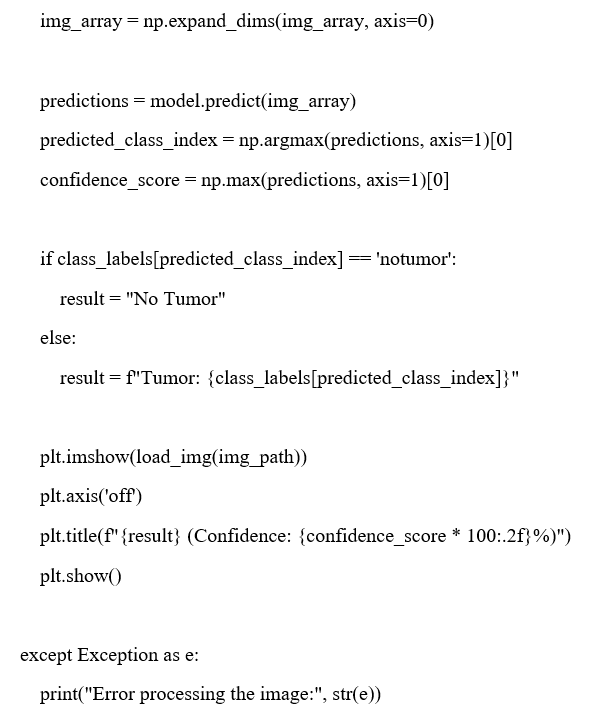 img_array = np.expand_dims(img_array, axis=0)
predictions = model.predict(img_array)
predicted_class_index = np.argmax(predictions, axis=1)[0]
confidence_score = np.max(predictions, axis=1)[0]
if class_labels[predicted_class_index] == 'notumor':
result = "No Tumor"
else:
result = f"Tumor: {class_labels[predicted_class_index]}"
plt.imshow(load_img(img_path))
plt.axis('off')
plt.title(f"{result} (Confidence: {confidence_score * 100:.2f}%)")
plt.show()
except Exception as e:
print("Error processing the image:", str(e))